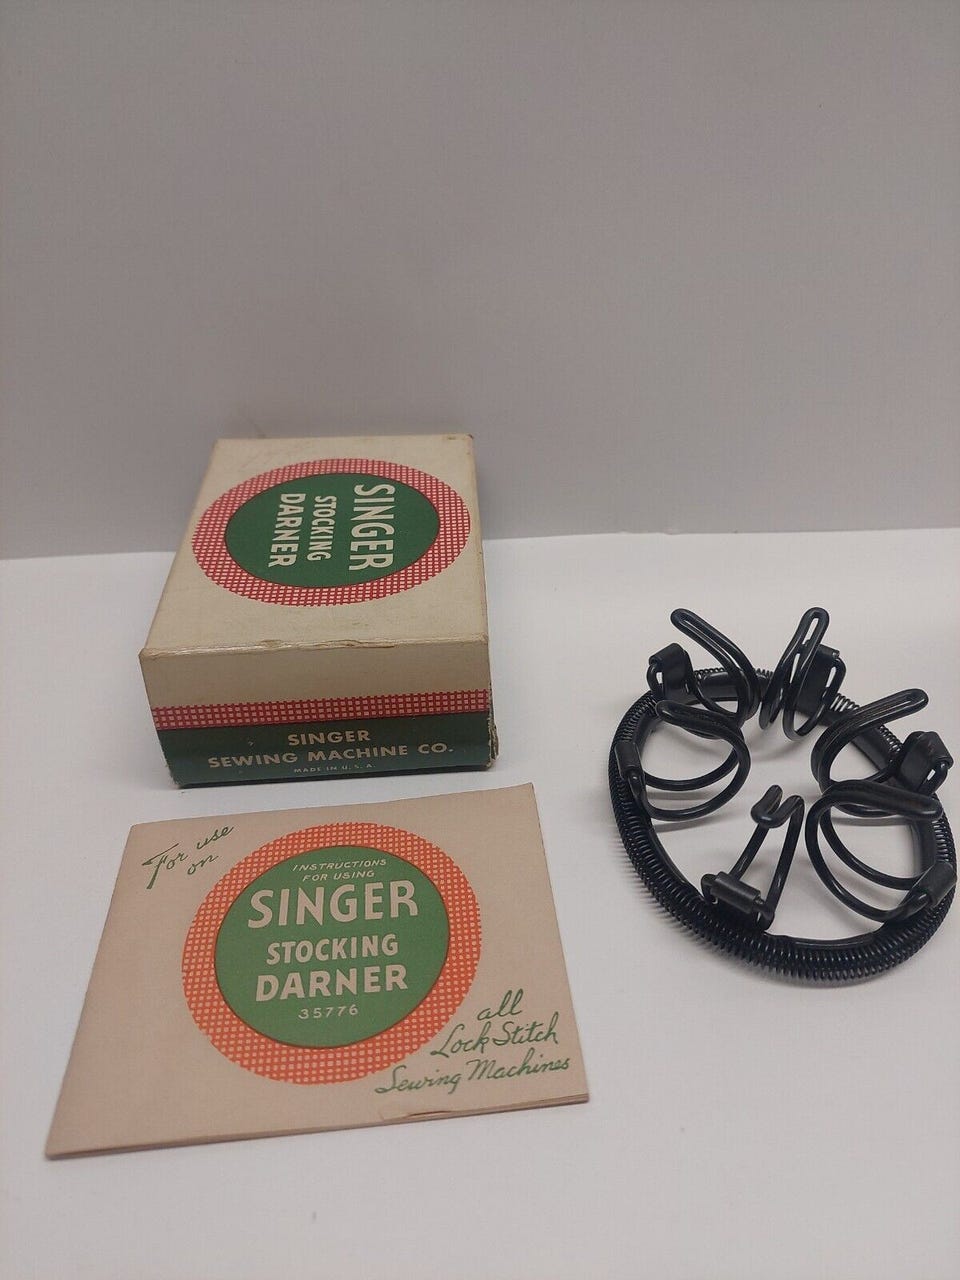 SINGER
STOCKING
DARNER
SINGER
SEWING MACHINE CO.
MADE IN U.S.A.
For use
on
INSTRUCTIONS
FOR USING
SINGER
STOCKING
DARNER
35776
all
Lock Stitch
Sewing Machines